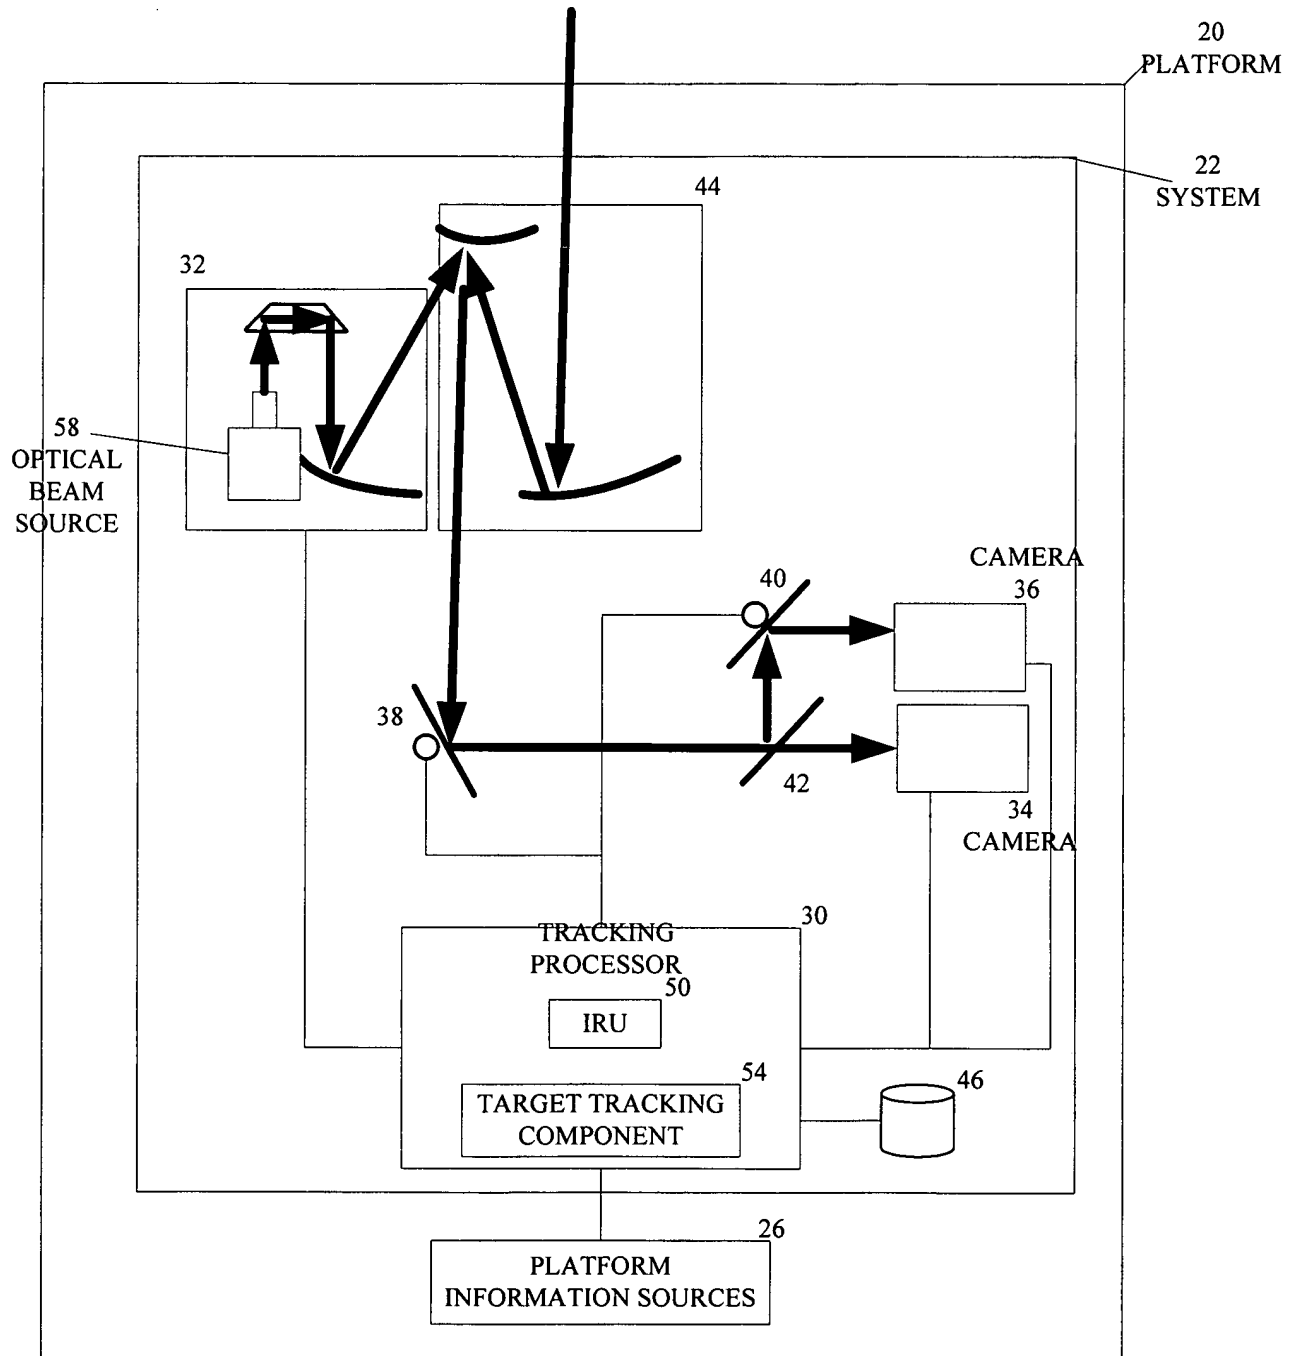 20
PLATFORM
22
SYSTEM
44
32
58
OPTICAL
BEAM
SOURCE
CAMERA
36
40
38
42
34
CAMERA
30
TRACKING
PROCESSOR
50
IRU
54
TARGET TRACKING
COMPONENT
46
26
PLATFORM
INFORMATION SOURCES